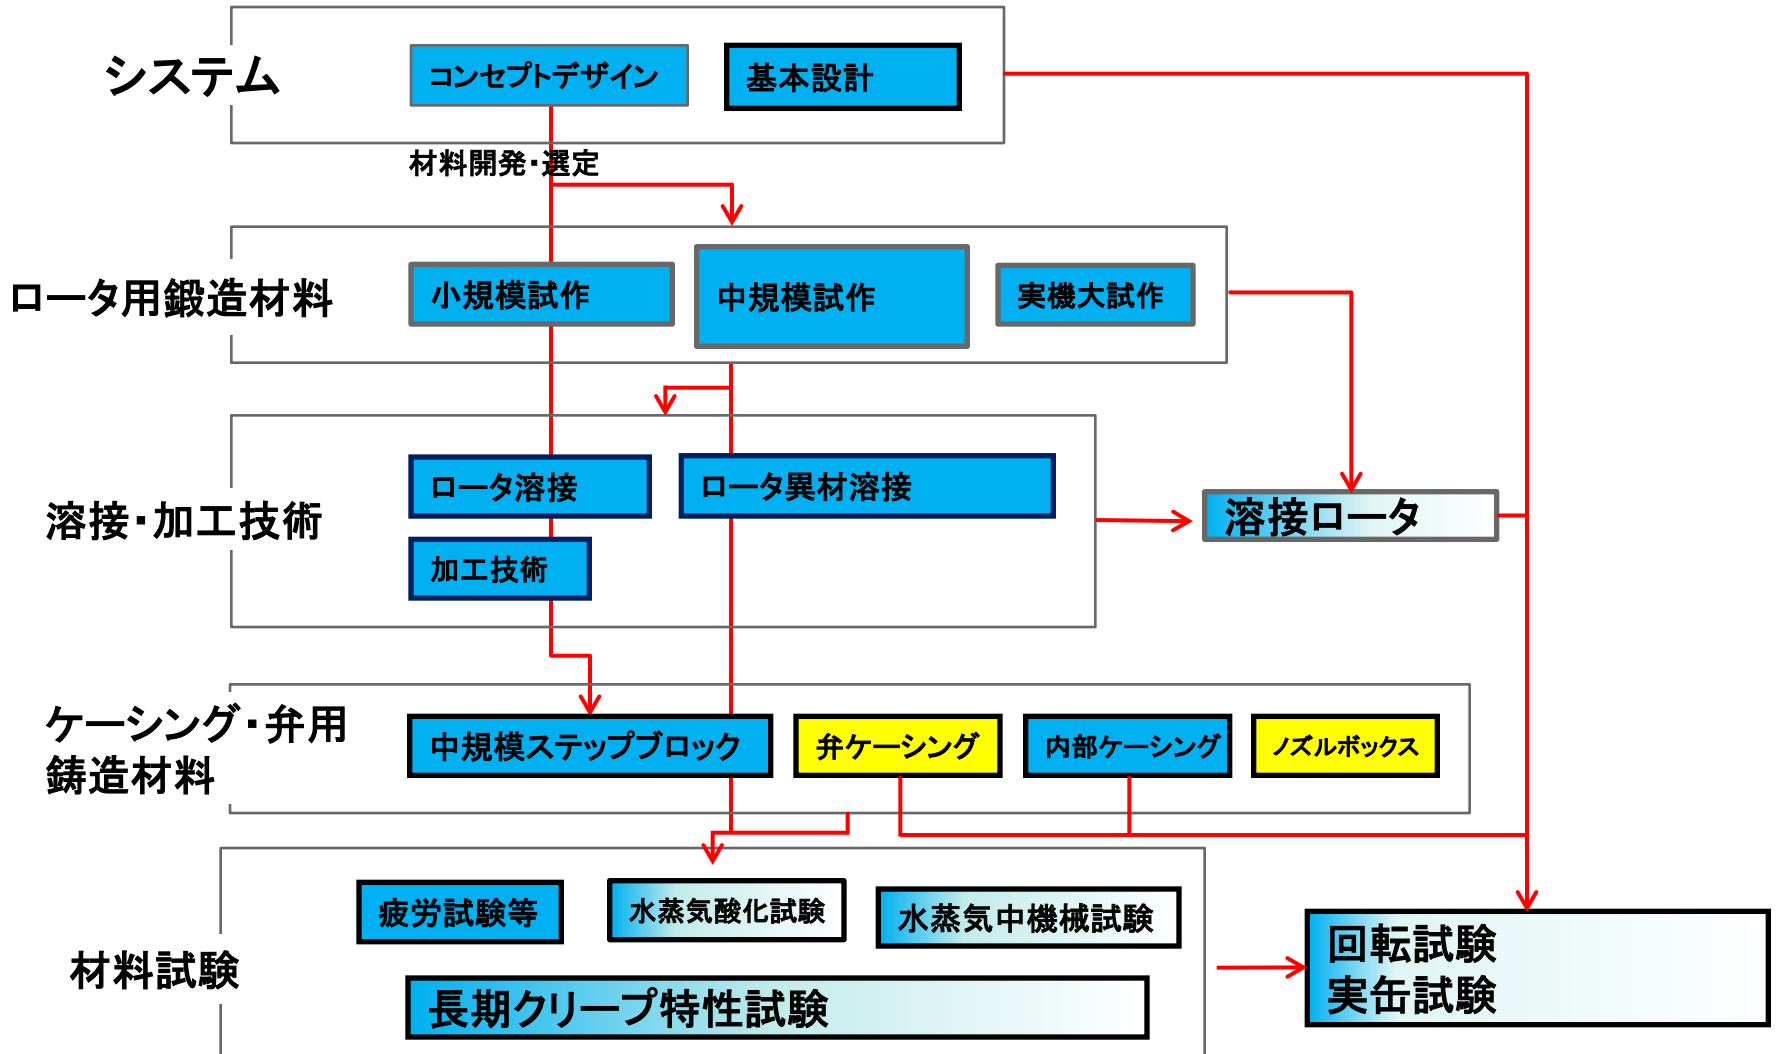 システム
コンセプトデザイン
基本設計
材料開発・選定
ロータ用鍛造材料
小規模試作
中規模試作
実機大試作
溶接・加工技術
ロータ溶接
ロータ異材溶接
加工技術
溶接ロータ
ケーシング・弁用
鋳造材料
中規模ステップブロック
弁ケーシング
内部ケーシング
ノズルボックス
材料試験
疲労試験等
水蒸気酸化試験
水蒸気中機械試験
長期クリープ特性試験
回転試験
実缶試験